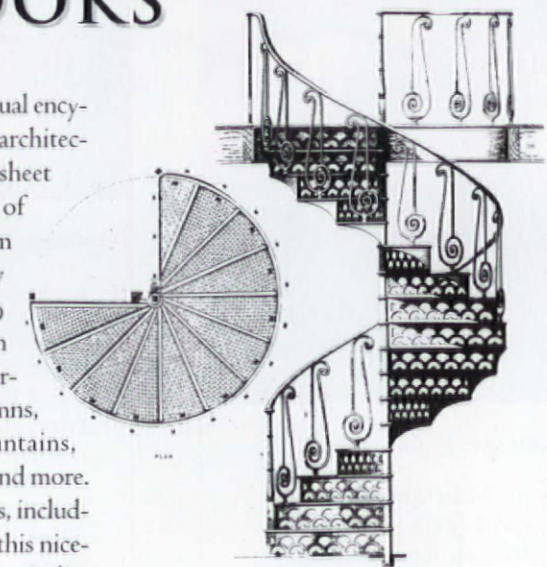 OOKS
ual ency-
architec-
sheet
of
n
y
o
n
r-
nns,
ntains,
nd more.
s, includ-
this nice-
PLAN